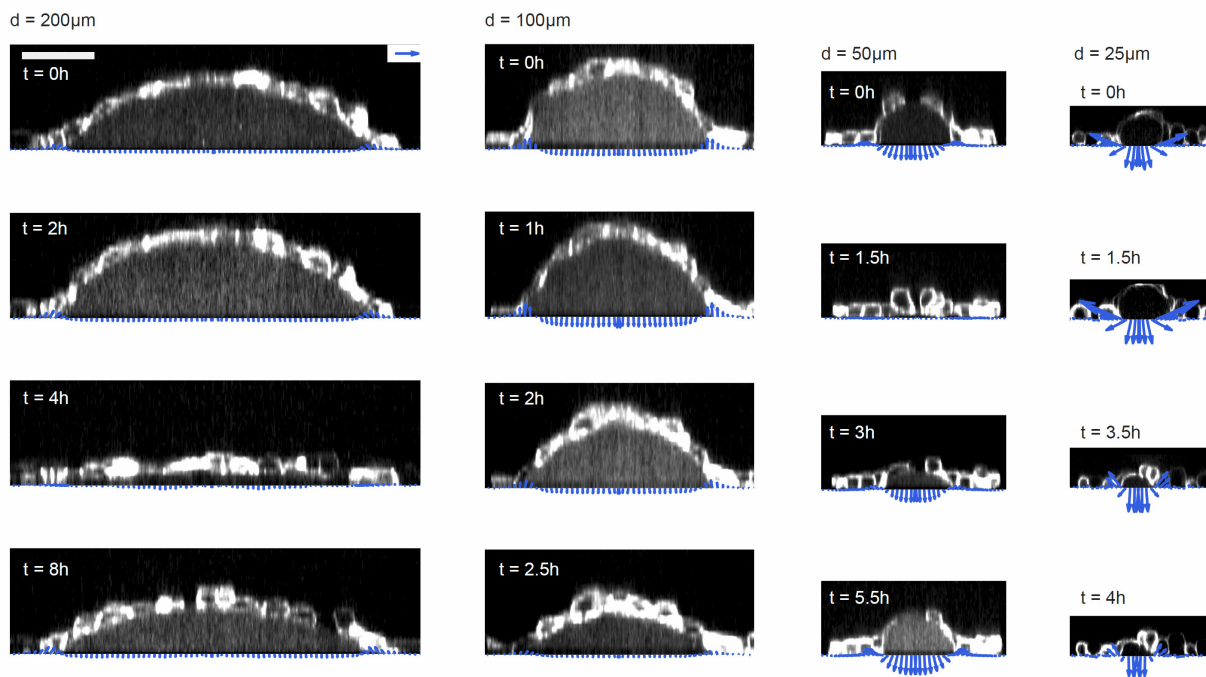 d = 200μm
t = 0h
t = 2h
t = 4h
t = 8h
d = 100μm
t = 0h
t = 1h
t = 2h
t = 2.5h
d = 50μm
t = 0h
t = 1.5h
t = 3h
t = 5.5h
d = 25μm
t = 0h
t = 1.5h
t = 3.5h
t = 4h